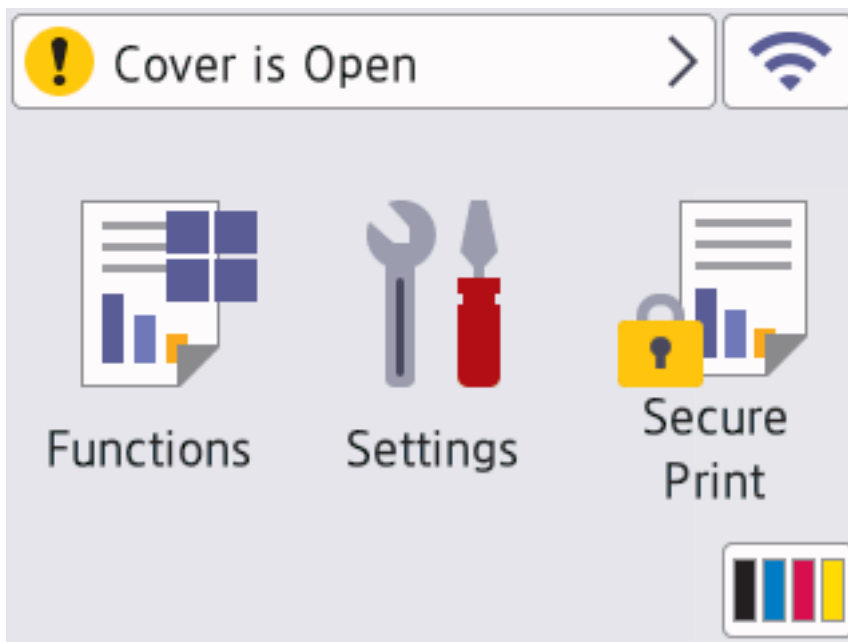 Cover is Open
Functions
Settings
Secure
Print